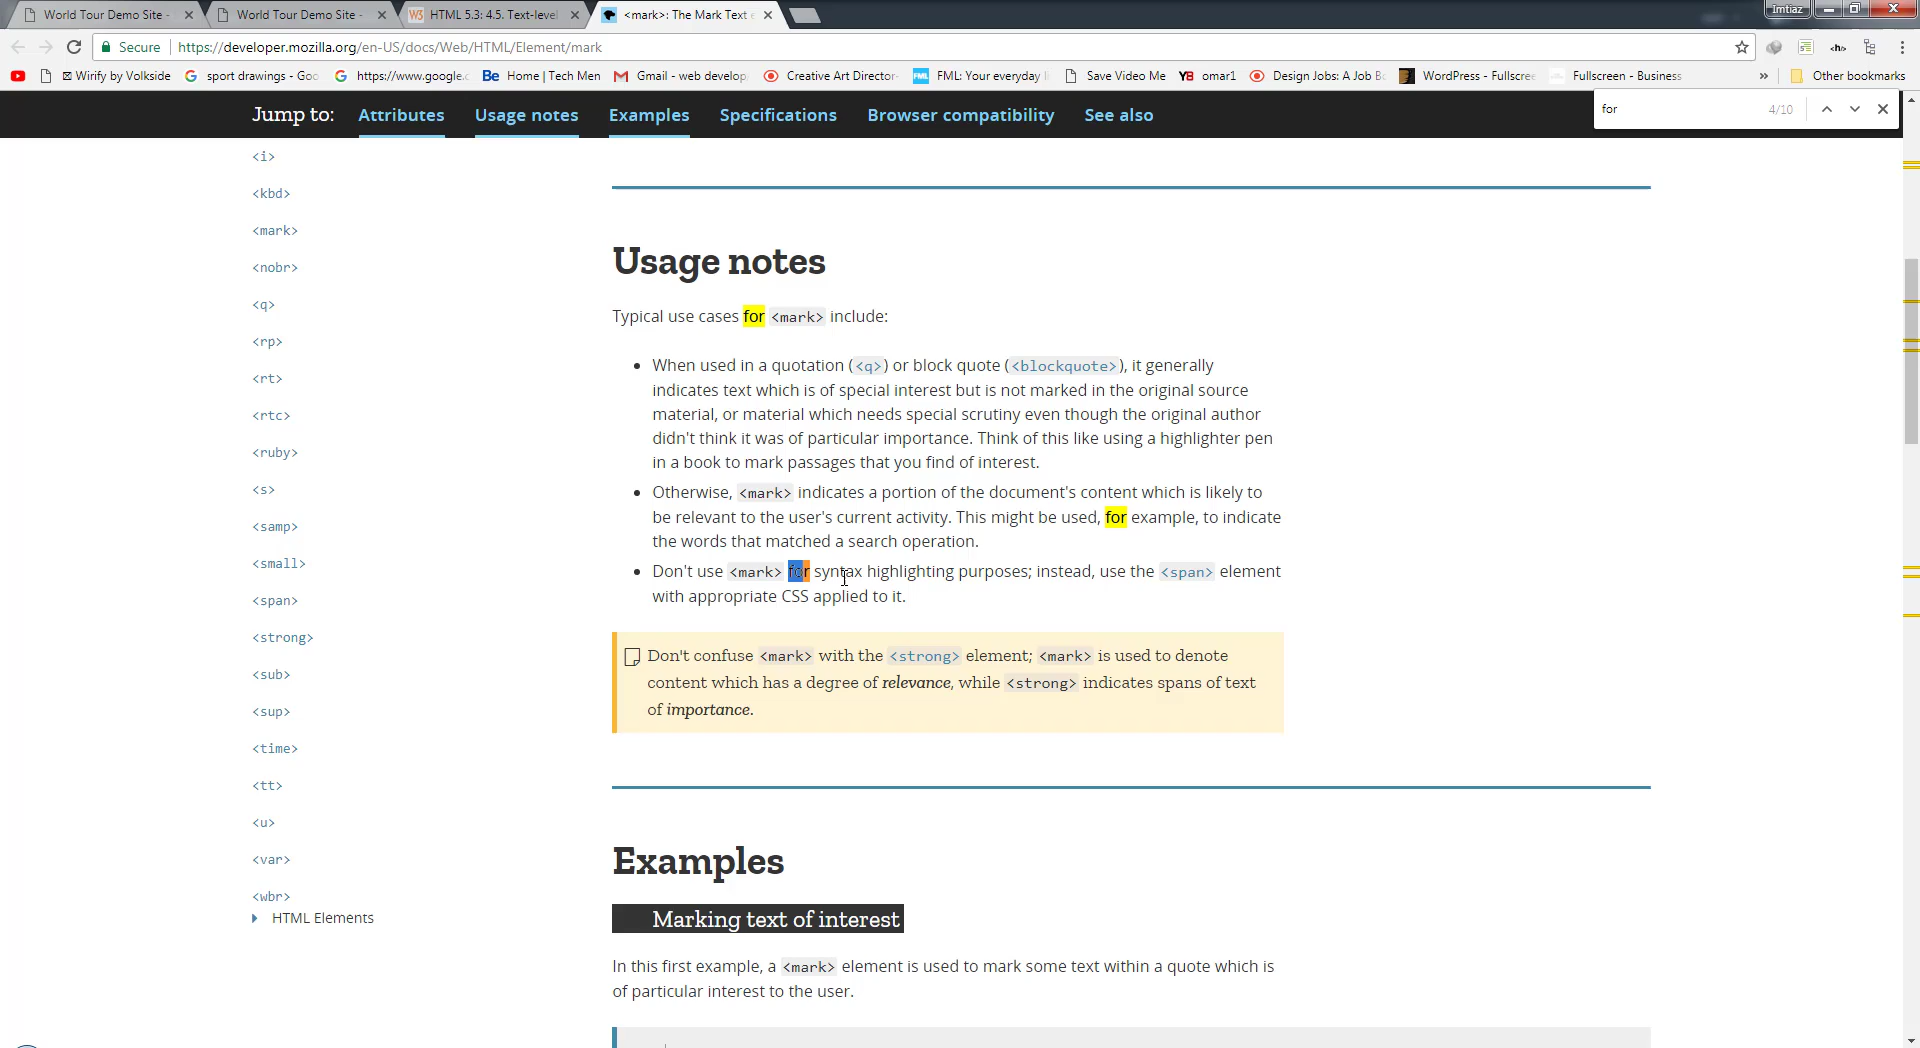 World Tour Demo Site -
World Tour Demo Site -
HTML 5.3: 4.5. Text-level
<mark>: The Mark Text e
Imtiaz
Secure
https://developer.mozilla.org/en-US/docs/Web/HTML/Element/mark
Wirify by Volkside
sport drawings - Goo
https://www.google.c
Home | Tech Men
Gmail - web develop
Creative Art Director
FML: Your everyday l
Save Video Me
omar1
Design Jobs: A Job B
WordPress - Fullscree
Fullscreen - Business
»
Other bookmarks
Jump to: Attributes Usage notes Examples Specifications Browser compatibility See also
for 4/10
<i>
<kbd>
<mark>
<nobr>
<q>
<rp>
<rt>
<rtc>
<ruby>
<s>
<samp>
<small>
<span>
<strong>
<sub>
<sup>
<time>
<tt>
<u>
<var>
<wbr>
HTML Elements
Usage notes
Typical use cases for <mark> include:
• When used in a quotation (<q>) or block quote (<blockquote>), it generally
indicates text which is of special interest but is not marked in the original source
material, or material which needs special scrutiny even though the original author
didn't think it was of particular importance. Think of this like using a highlighter pen
in a book to mark passages that you find of interest.
• Otherwise, <mark> indicates a portion of the document's content which is likely to
be relevant to the user's current activity. This might be used, for example, to indicate
the words that matched a search operation.
• Don't use <mark> for syntax highlighting purposes; instead, use the <span> element
with appropriate CSS applied to it.
Don't confuse <mark> with the <strong> element; <mark> is used to denote
content which has a degree of relevance, while <strong> indicates spans of text
of importance.
Examples
Marking text of interest
In this first example, a <mark> element is used to mark some text within a quote which is
of particular interest to the user.